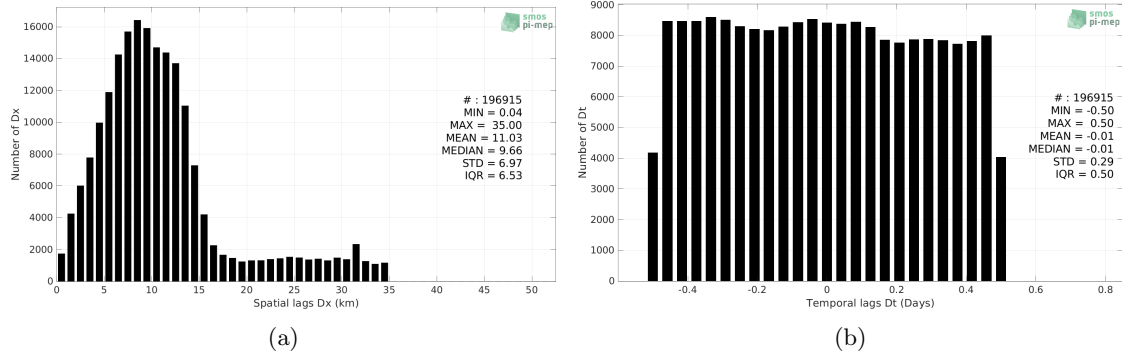 smos
pi-mep
16000
14000
12000
10000
8000
6000
4000
2000
0
Number of Dx
# : 196915
MIN = 0.04
MAX = 35.00
MEAN = 11.03
MEDIAN = 9.66
STD = 6.97
IQR = 6.53
0 5 10 15 20 25 30 35 40 45 50
Spatial lags Dx (km)
(a)
smos
pi-mep
9000
8000
7000
6000
5000
4000
3000
2000
1000
0
Number of Dt
# : 196915
MIN = -0.50
MAX = 0.50
MEAN = -0.01
MEDIAN = -0.01
STD = 0.29
IQR = 0.50
-0.4 -0.2 0 0.2 0.4 0.6 0.8
Temporal lags Dt (Days)
(b)